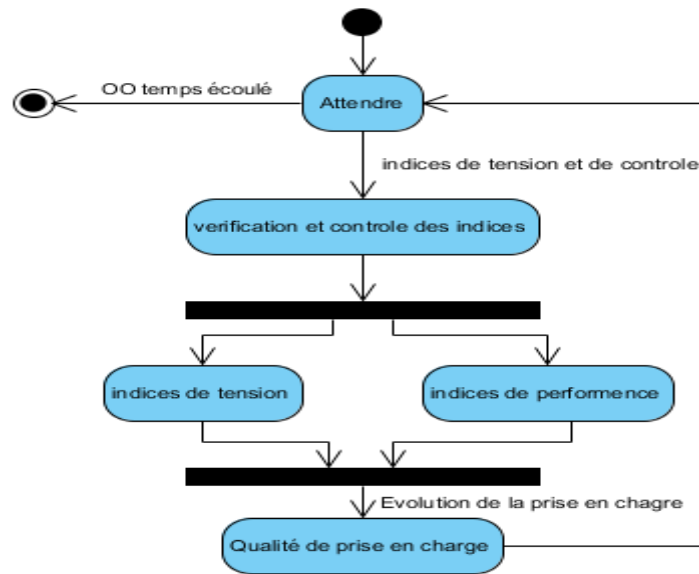 OO temps écoulé
Attendre
indices de tension et de controle
verification et controle des indices
indices de tension
indices de performence
Evolution de la prise en chagre
Qualité de prise en charge